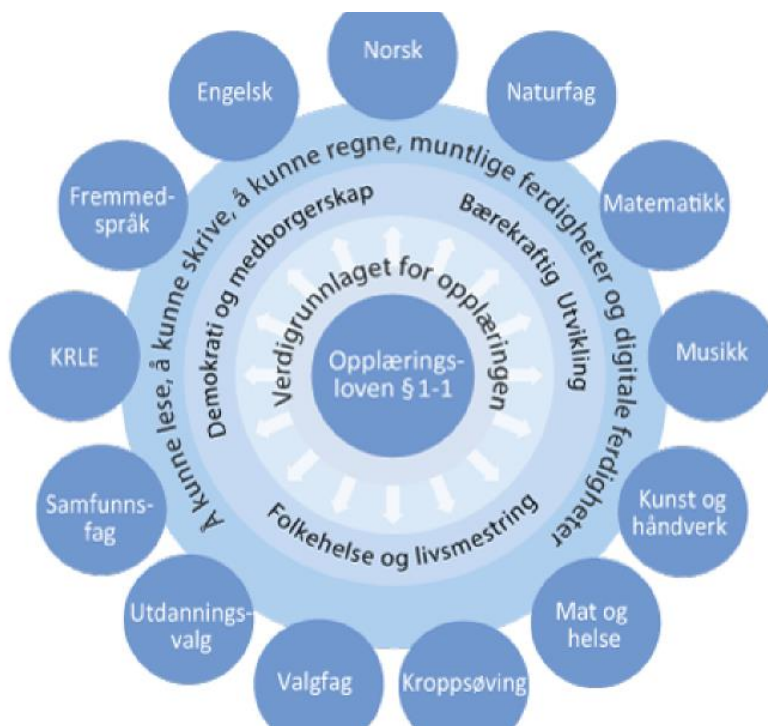 Norsk
Naturfag
Matematikk
Musikk
Kunst og
håndverk
Mat og
helse
Kroppsøving
Valgfag
Utdannings-
valg
Samfunns-
fag
KRLE
Fremmed-
språk
Engelsk
Å kunne lese, å kunne skrive, å kunne regne, muntlige ferdigheter og digitale ferdigheter
Demokrati og medborgerskap
Bærekraftig Utvikling
Folkehelse og livsmestring
Verdigrunnlaget for opplæringen
Opplærings-
loven § 1-1